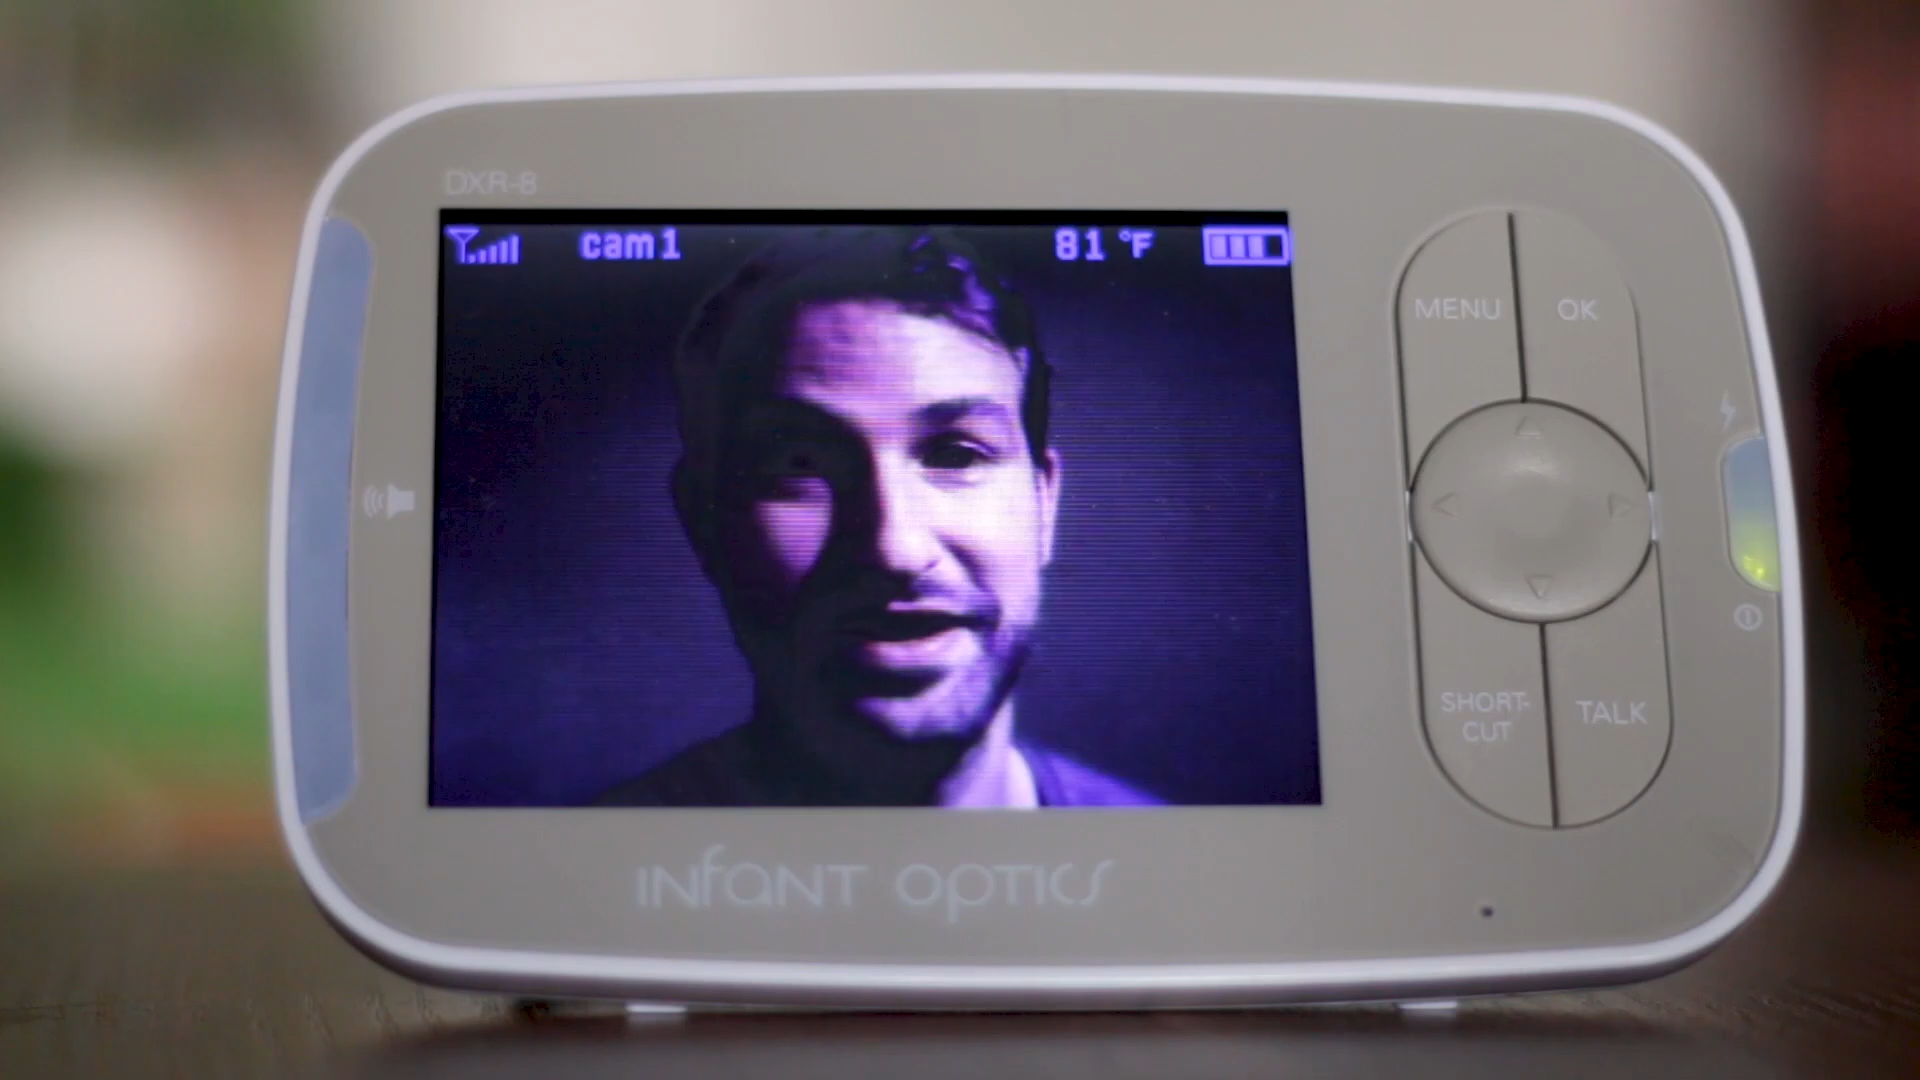 DXR-8
cam1 81 °F
MENU OK
SHORT-
CUT
TALK
INFANT OPTICS